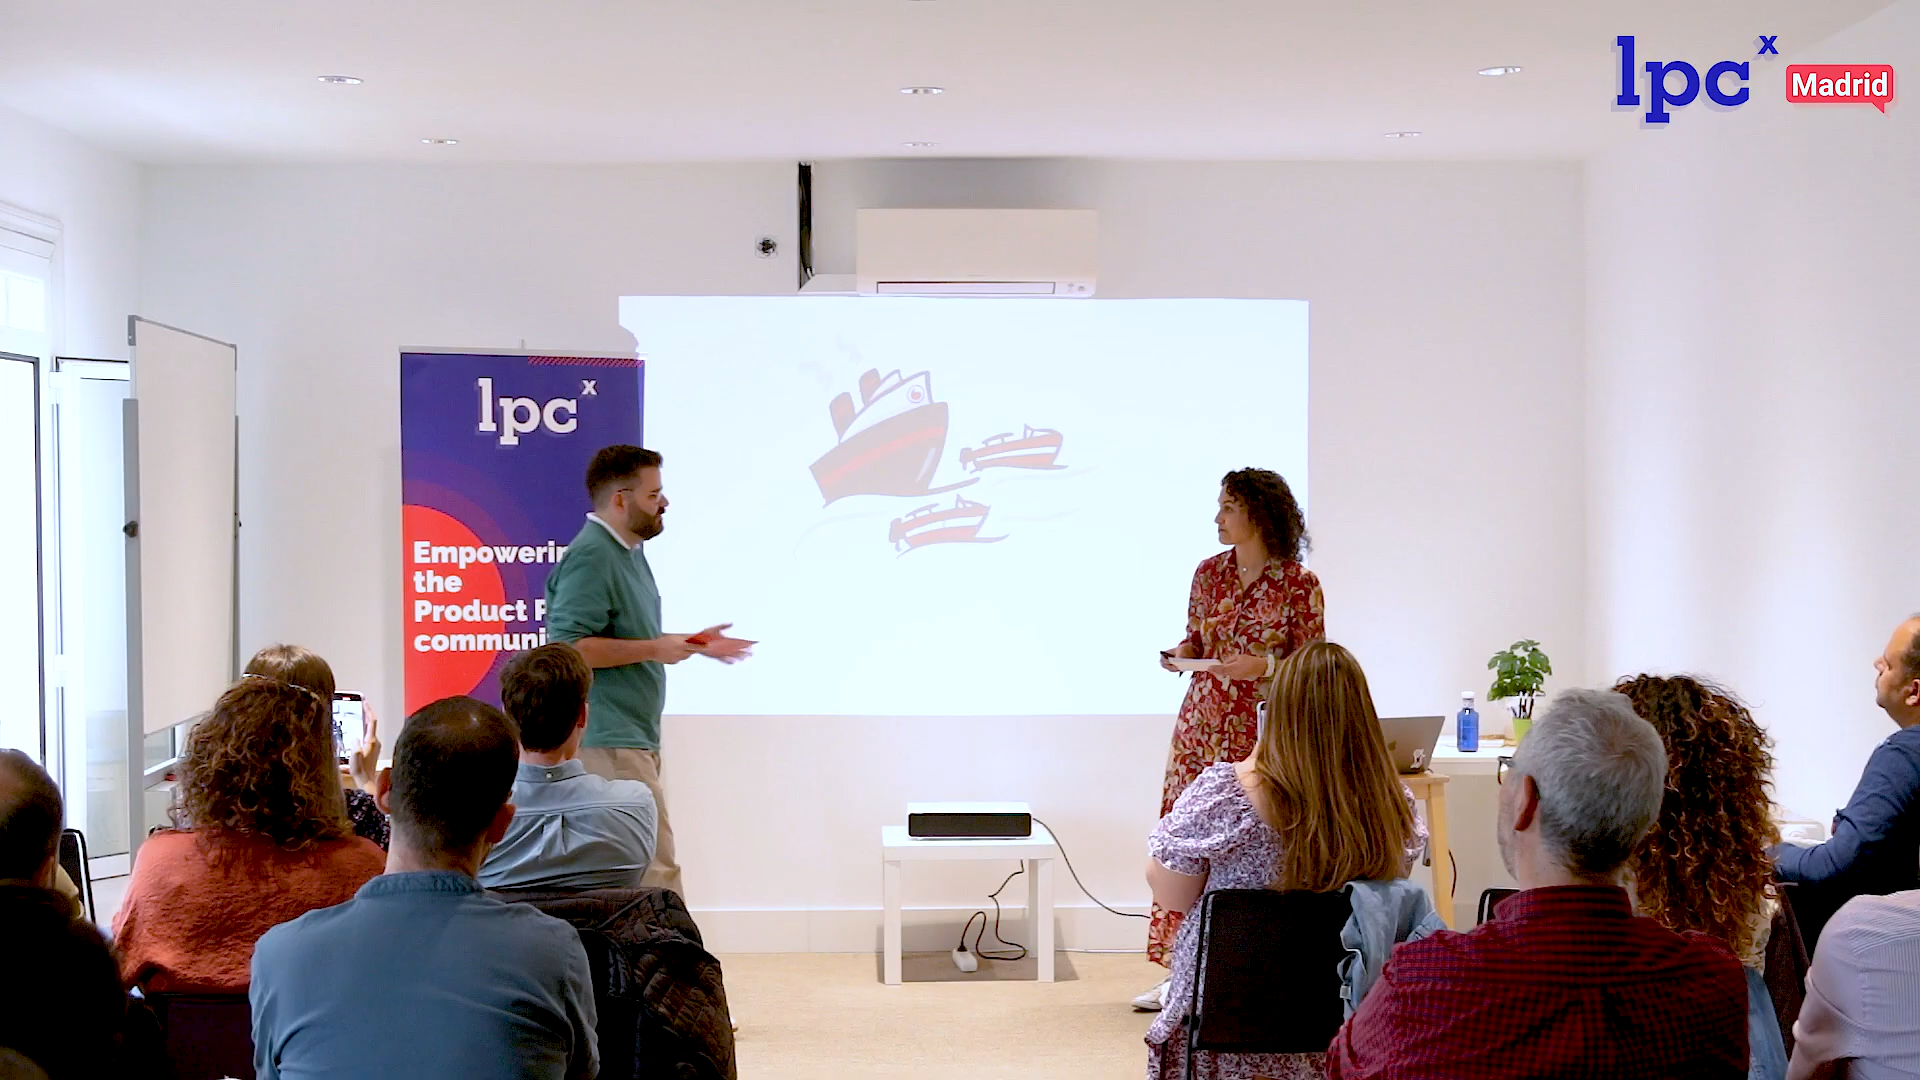 lpc x
Madrid
lpc x
Empowerin
the
Product P
communi